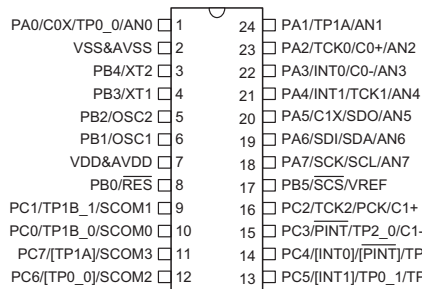 PA0/C0X/TP0_0/AN0 1 24 PA1/TP1A/AN1
VSS&AVSS 2 23 PA2/TCK0/C0+/AN2
PB4/XT2 3 22 PA3/INT0/C0-/AN3
PB3/XT1 4 21 PA4/INT1/TCK1/AN4
PB2/OSC2 5 20 PA5/C1X/SDO/AN5
PB1/OSC1 6 19 PA6/SDI/SDA/AN6
VDD&AVDD 7 18 PA7/SCK/SCL/AN7
PB0/RES 8 17 PB5/SCS/VREF
PC1/TP1B_1/SCOM1 9 16 PC2/TCK2/PCK/C1+
PC0/TP1B_0/SCOM0 10 15 PC3/PINT/TP2_0/C1-
PC7/[TP1A]/SCOM3 11 14 PC4/[INT0]/[PINT]/TP
PC6/[TP0_0]/SCOM2 12 13 PC5/[INT1]/TP0_1/TP